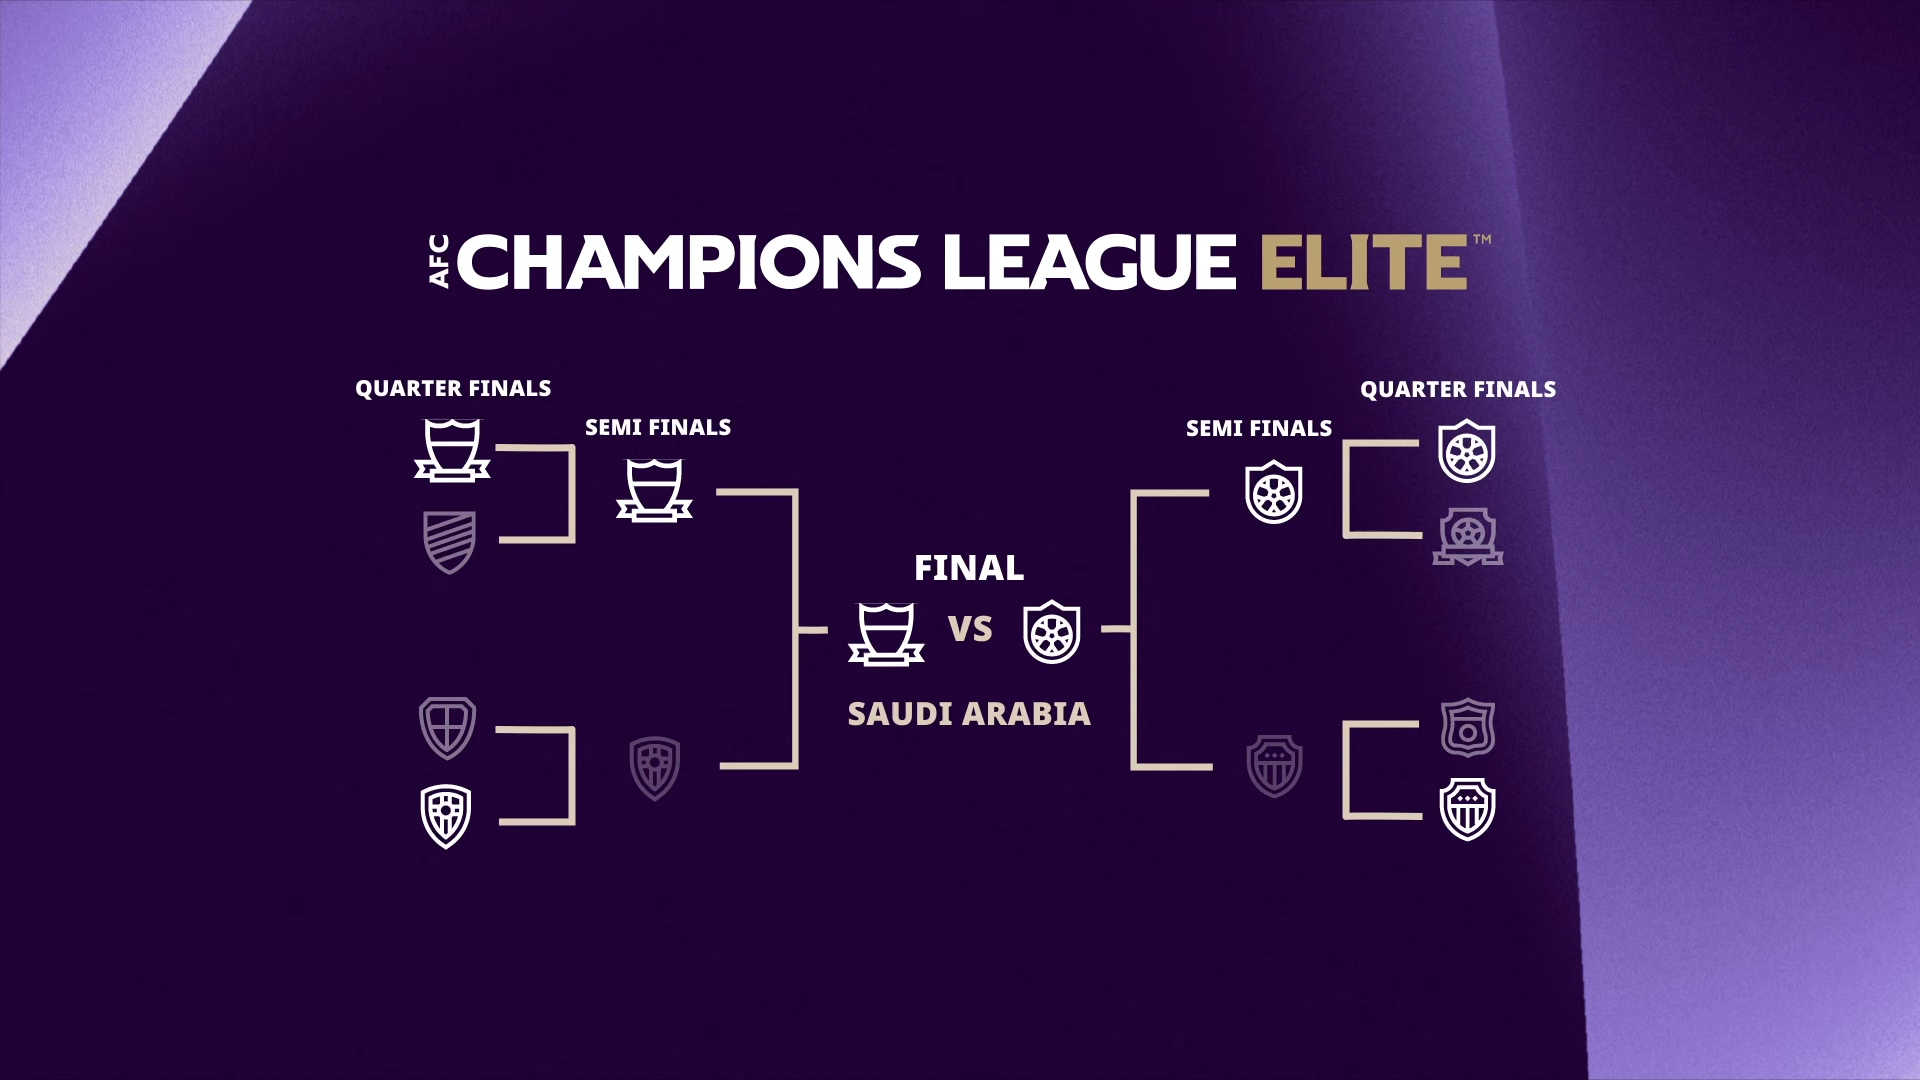 AFC CHAMPIONS LEAGUE ELITE™
QUARTER FINALS
SEMI FINALS
QUARTER FINALS
SEMI FINALS
FINAL
VS
SAUDI ARABIA